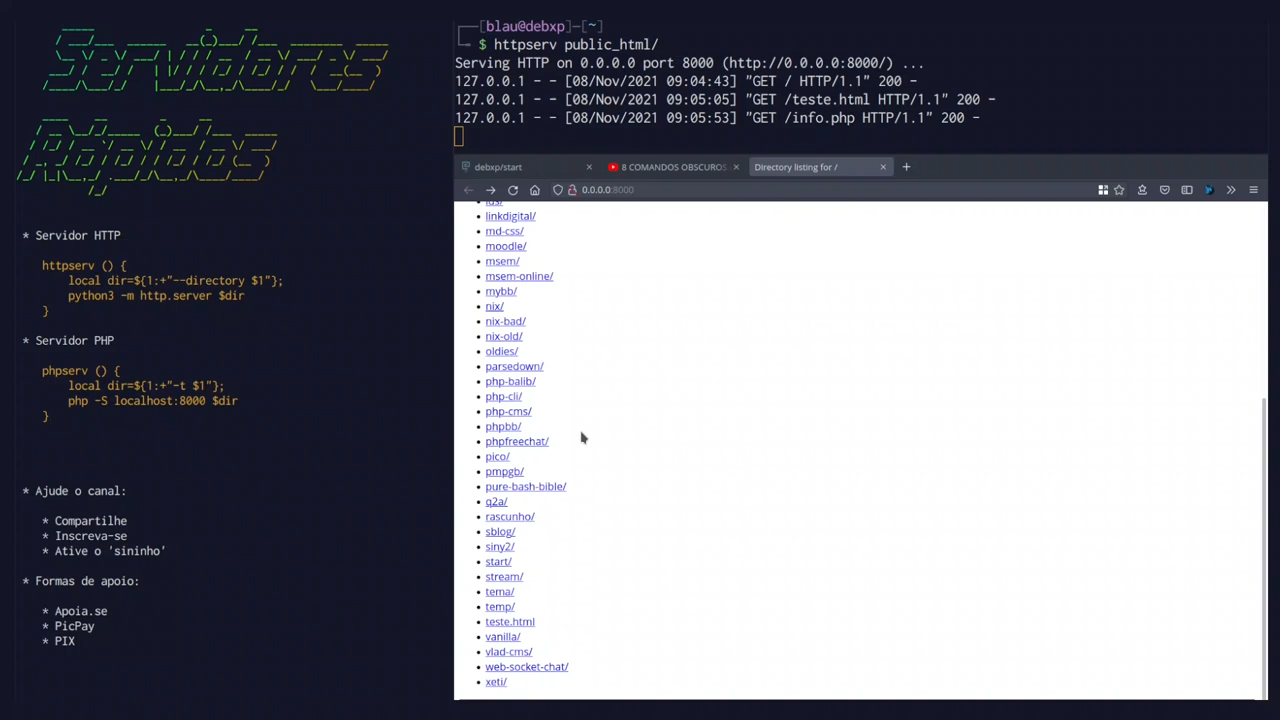 Servidores
Rápidos
* Servidor HTTP
httpserv () {
local dir=${1:+"--directory $1"};
python3 -m http.server $dir
}
* Servidor PHP
phpserv () {
local dir=${1:+"-t $1"};
php -S localhost:8000 $dir
}
* Ajude o canal:
* Compartilhe
* Inscreva-se
* Ative o 'sininho'
* Formas de apoio:
* Apoia.se
* PicPay
* PIX
[blau@debxp]-[~]
$ httpserv public_html/
Serving HTTP on 0.0.0.0 port 8000 (http://0.0.0.0:8000/) ...
127.0.0.1 - - [08/Nov/2021 09:04:43] "GET / HTTP/1.1" 200 -
127.0.0.1 - - [08/Nov/2021 09:05:05] "GET /teste.html HTTP/1.1" 200 -
127.0.0.1 - - [08/Nov/2021 09:05:53] "GET /info.php HTTP/1.1" 200 -
debxp/start
8 COMANDOS OBSCUROS
Directory listing for /
0.0.0.0:8000
linkdigital/
md-css/
moodle/
msem/
msem-online/
mybb/
nix/
nix-bad/
nix-old/
oldies/
parsedown/
php-balib/
php-cli/
php-cms/
phpbb/
phpfreechat/
pico/
pmpgb/
pure-bash-bible/
q2a/
rascunho/
sblog/
siny2/
start/
stream/
tema/
temp/
teste.html
vanilla/
vlad-cms/
web-socket-chat/
xeti/